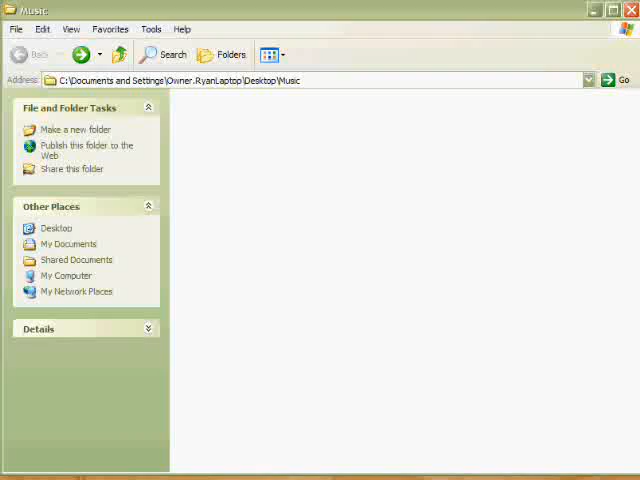 Music
File Edit View Favorites Tools Help
Back Search Folders
Address C:\Documents and Settings\Owner.RyanLaptop\Desktop\Music Go
File and Folder Tasks
Make a new folder
Publish this folder to the
Web
Share this folder
Other Places
Desktop
My Documents
Shared Documents
My Computer
My Network Places
Details